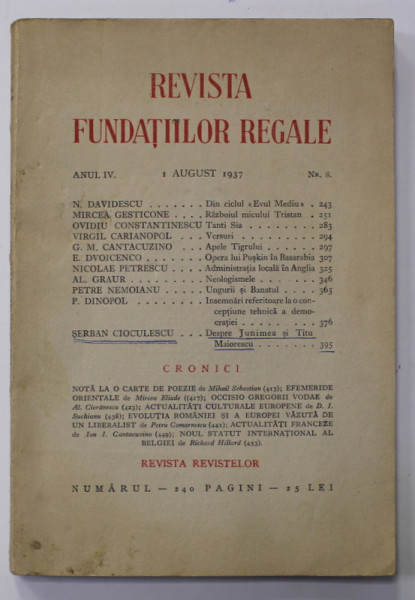 REVISTA
FUNDAȚIILOR REGALE
ANUL IV. 1 AUGUST 1937 NR. 8.
N. DAVIDESCU . . . . . . . Din ciclul «Evul Mediu» . 243
MIRCEA GESTICONE . . . . Războiul micului Tristan . 251
OVIDIU CONSTANTINESCU Tanti Sia . . . . . . . . 283
VIRGIL CARIANOPOL . . . Versuri . . . . . . . . . 294
G. M. CANTACUZINO . . . . Apele Tigrului . . . . . . 297
E. DVOICENCO . . . . . . . Opera lui Pușkin în Basarabia 307
NICOLAE PETRESCU . . . . Administrația locală în Anglia 325
AL. GRAUR . . . . . . . . . Neologismele . . . . . . . 346
PETRE NEMOIANU . . . . . Ungurii și Banatul . . . . 365
P. DINOPOL . . . . . . . . Insemnări referitoare la o con-
cepțiune tehnică a demo-
crației . . . . . . . . . 376
ȘERBAN CIOCULESCU . . . Despre Junimea și Titu
Maiorescu . . . . . . . 395
CRONICI
NOTĂ LA O CARTE DE POEZIE de Mihail Sebastian (413); EFEMERIDE
ORIENTALE de Mircea Eliade ((417); OCCISIO GREGORII VODAE de
Al. Ciorănescu (423); ACTUALITĂȚI CULTURALE EUROPENE de D. I.
Suchianu (438); EVOLUȚIA ROMÂNIEI ȘI A EUROPEI VĂZUTĂ DE
UN LIBERALIST de Petru Comarnescu (441); ACTUALITĂȚI FRANCEZE
de Ion I. Cantacuzino (449); NOUL STATUT INTERNAȚIONAL AL
BELGIEI de Richard Hillard (453).
REVISTA REVISTELOR
NUMĂRUL — 240 PAGINI — 25 LEI